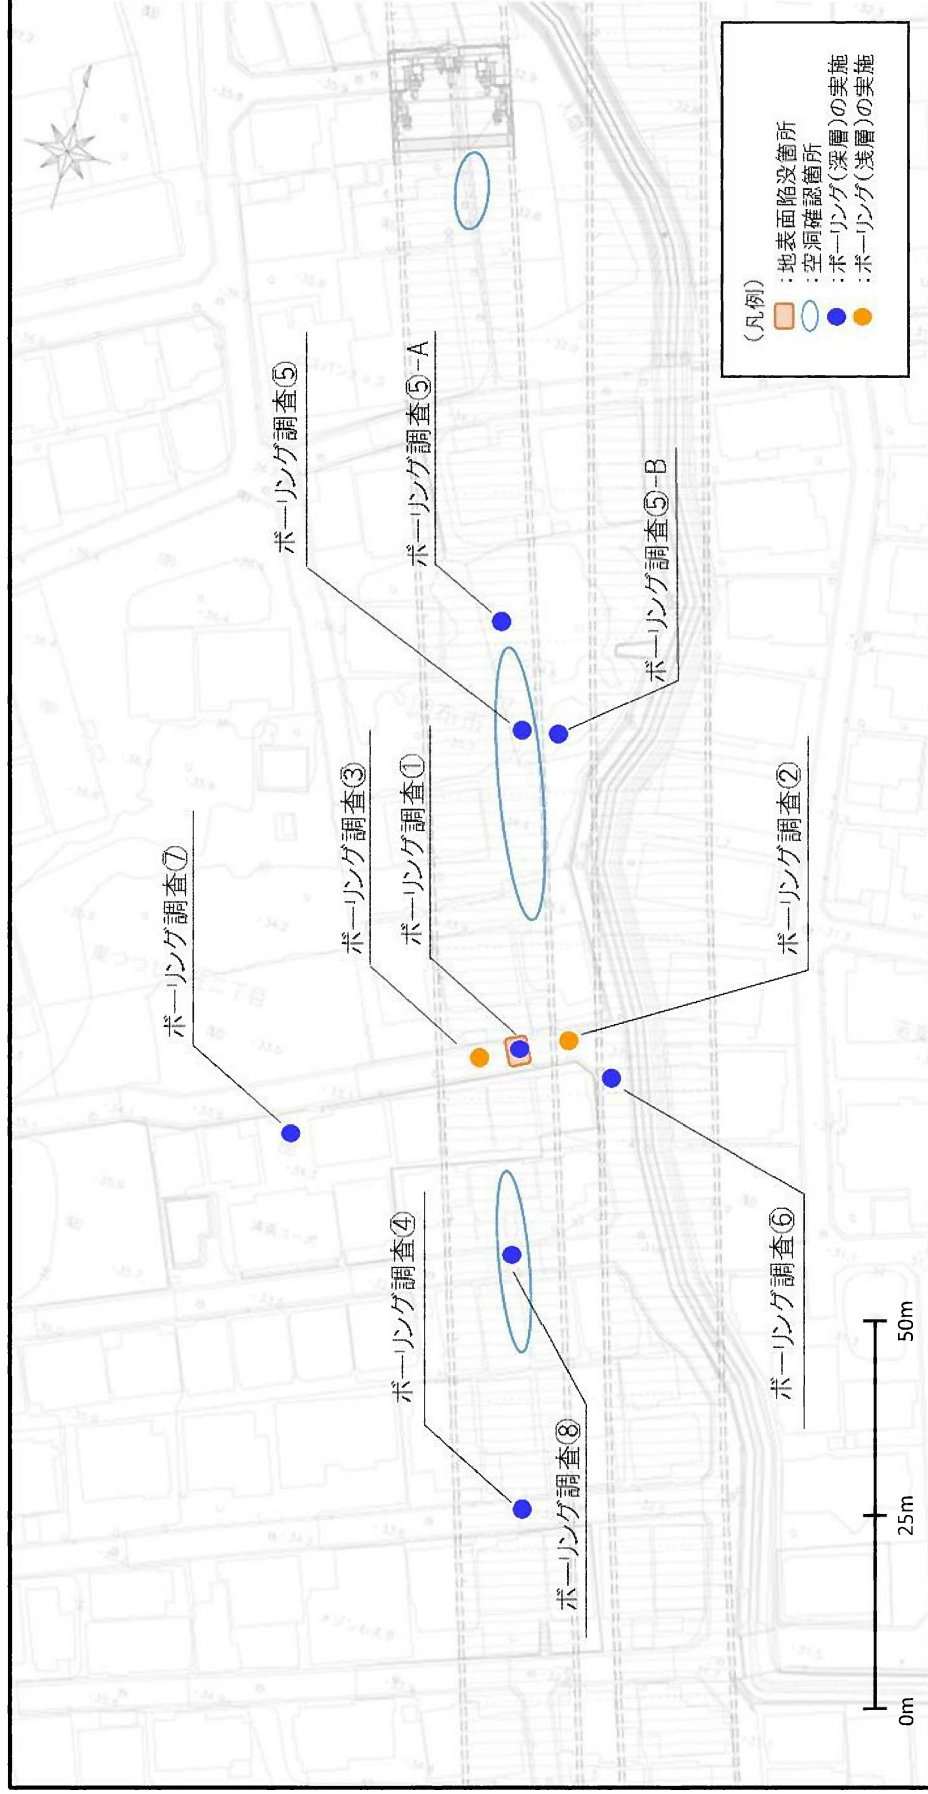 (凡例)
：地表面陥没箇所
：空洞確認箇所
：ボーリング(深層)の実施
：ボーリング(浅層)の実施
ボーリング調査⑦
ボーリング調査⑤
ボーリング調査③
ボーリング調査①
ボーリング調査⑤-A
ボーリング調査④
ボーリング調査⑧
ボーリング調査⑤-B
ボーリング調査②
ボーリング調査⑥
0m
25m
50m